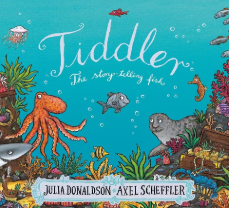 Tiddler
The story-telling fish
JULIA DONALDSON · AXEL SCHEFFLER